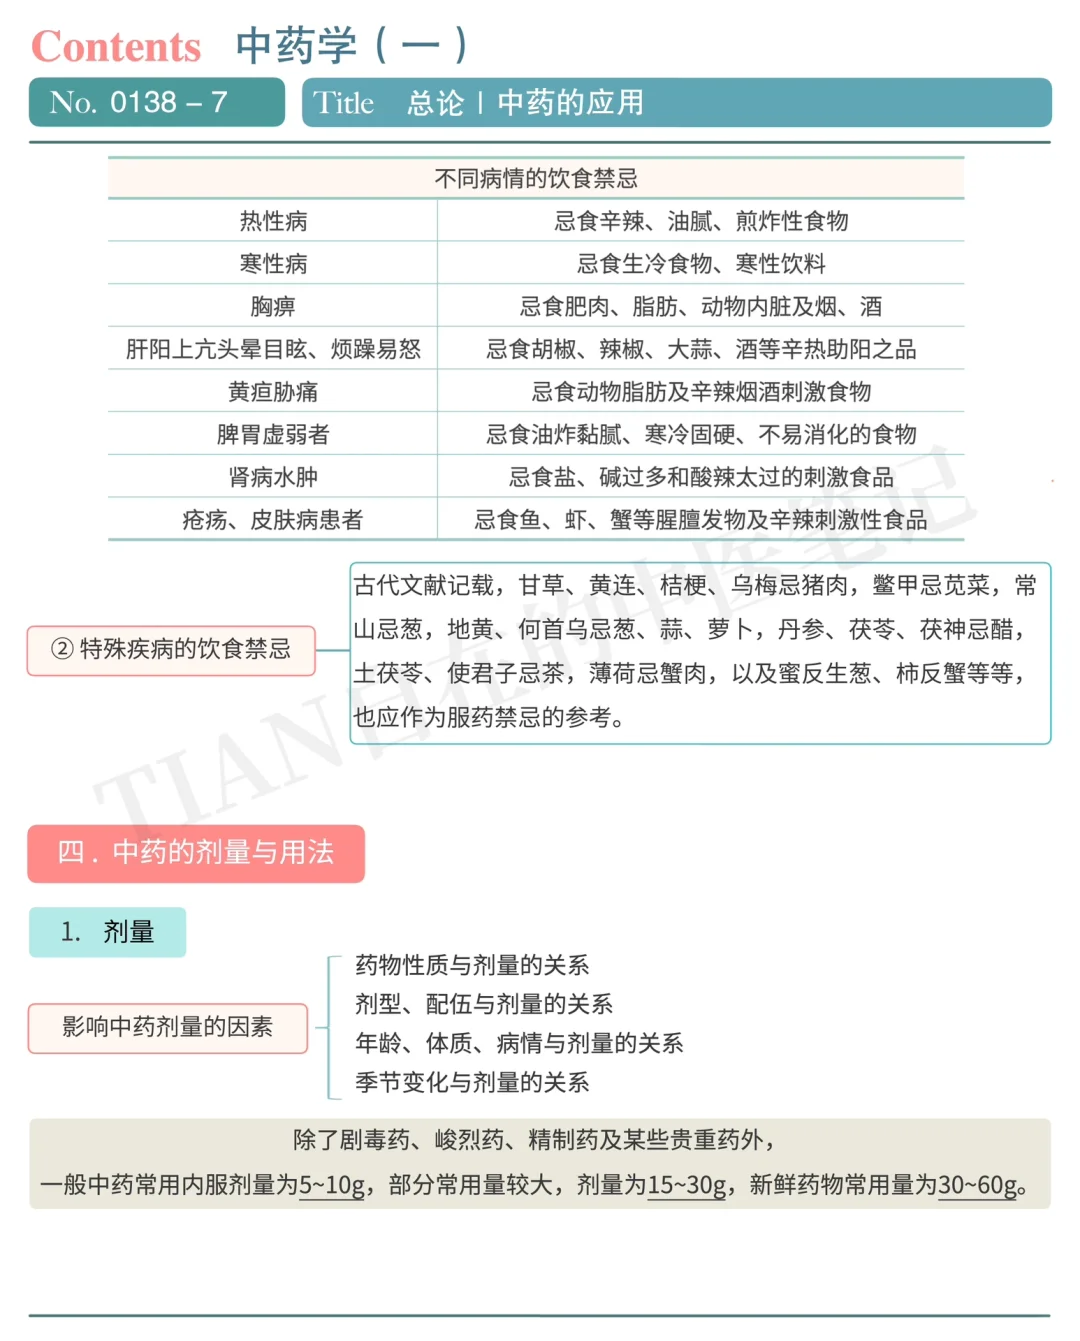 Contents 中药学（一）
No. 0138 – 7 Title 总论 | 中药的应用
不同病情的饮食禁忌
热性病 忌食辛辣、油腻、煎炸性食物
寒性病 忌食生冷食物、寒性饮料
胸痹 忌食肥肉、脂肪、动物内脏及烟、酒
肝阳上亢头晕目眩、烦躁易怒 忌食胡椒、辣椒、大蒜、酒等辛热助阳之品
黄疸胁痛 忌食动物脂肪及辛辣烟酒刺激食物
脾胃虚弱者 忌食油炸黏腻、寒冷固硬、不易消化的食物
肾病水肿 忌食盐、碱过多和酸辣太过的刺激食品
疮疡、皮肤病患者 忌食鱼、虾、蟹等腥膻发物及辛辣刺激性食品
② 特殊疾病的饮食禁忌
古代文献记载，甘草、黄连、桔梗、乌梅忌猪肉，鳖甲忌苋菜，常
山忌葱，地黄、何首乌忌葱、蒜、萝卜，丹参、茯苓、茯神忌醋，
土茯苓、使君子忌茶，薄荷忌蟹肉，以及蜜反生葱、柿反蟹等等，
也应作为服药禁忌的参考。
四 . 中药的剂量与用法
1. 剂量
影响中药剂量的因素
药物性质与剂量的关系
剂型、配伍与剂量的关系
年龄、体质、病情与剂量的关系
季节变化与剂量的关系
除了剧毒药、峻烈药、精制药及某些贵重药外，
一般中药常用内服剂量为5~10g，部分常用量较大，剂量为15~30g，新鲜药物常用量为30~60g。